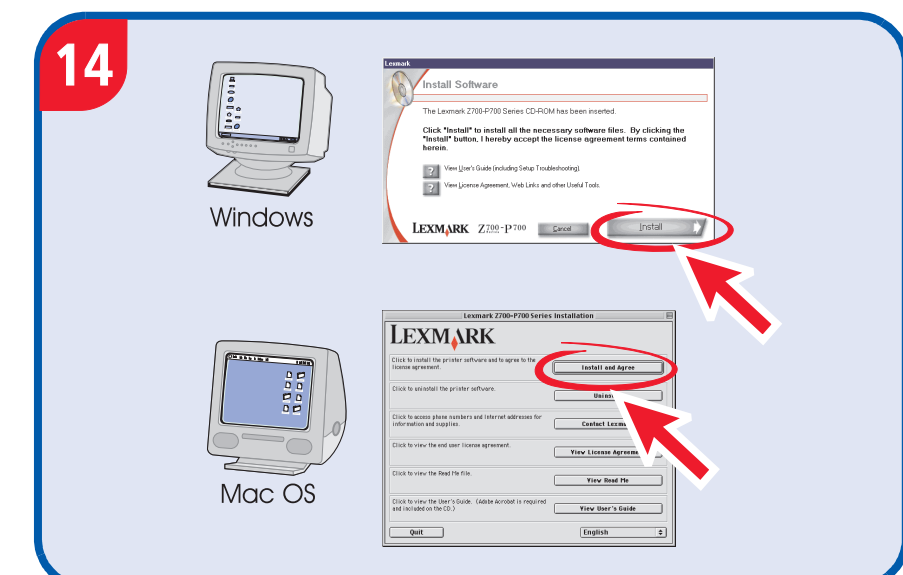 14
Windows
Lexmark
Install Software
The Lexmark Z700-P700 Series CD-ROM has been inserted.
Click "Install" to install all the necessary software files. By clicking the
"Install" button, I hereby accept the license agreement terms contained
herein.
? View User's Guide (including Setup Troubleshooting).
? View License Agreement, Web Links and other Useful Tools.
LEXMARK Z700-P700 Cancel Install
Mac OS
Lexmark Z700-P700 Series Installation
LEXMARK
Click to install the printer software and to agree to the
license agreement.
Install and Agree
Click to uninstall the printer software.
Click to access phone numbers and Internet addresses for
information and supplies.
Contact
Click to view the end user license agreement.
View License
Click to view the Read Me file.
View Read Me
Click to view the User's Guide. (Adobe Acrobat is required
and included on the CD.)
View User's Guide
Quit English